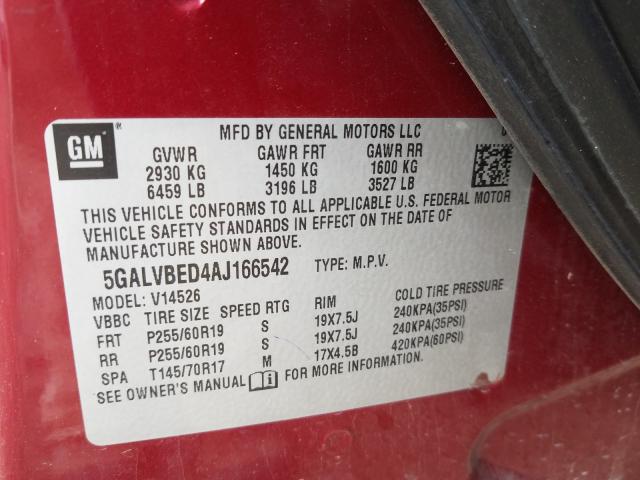 GM ®
MFD BY GENERAL MOTORS LLC
GVWR GAWR FRT GAWR RR
2930 KG 1450 KG 1600 KG
6459 LB 3196 LB 3527 LB
THIS VEHICLE CONFORMS TO ALL APPLICABLE U.S. FEDERAL MOTOR
VEHICLE SAFETY STANDARDS IN EFFECT ON THE DATE OF
MANUFACTURE SHOWN ABOVE.
5GALVBED4AJ166542 TYPE: M.P.V.
MODEL: V14526
VBBC TIRE SIZE SPEED RTG RIM COLD TIRE PRESSURE
FRT P255/60R19 S 19X7.5J 240KPA(35PSI)
RR P255/60R19 S 19X7.5J 240KPA(35PSI)
SPA T145/70R17 M 17X4.5B 420KPA(60PSI)
SEE OWNER'S MANUAL FOR MORE INFORMATION.